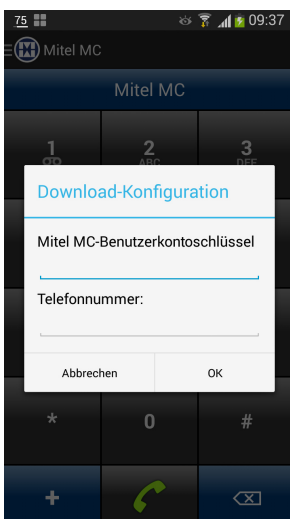 75 09:37
Mitel MC
Mitel MC
1 2 3
ABC DEF
Download-Konfiguration
Mitel MC-Benutzerkontoschlüssel
Telefonnummer:
Abbrechen OK
* 0 #
+